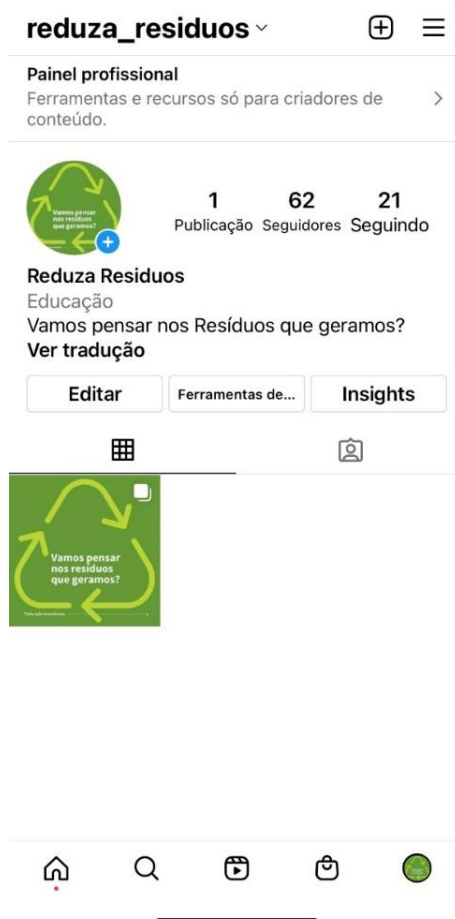 reduza_residuos
Painel profissional
Ferramentas e recursos só para criadores de
conteúdo.
Vamos pensar
nos resíduos
que geramos?
1 62 21
Publicação Seguidores Seguindo
Reduza Residuos
Educação
Vamos pensar nos Resíduos que geramos?
Ver tradução
Editar Ferramentas de... Insights
Vamos pensar
nos resíduos
que geramos?